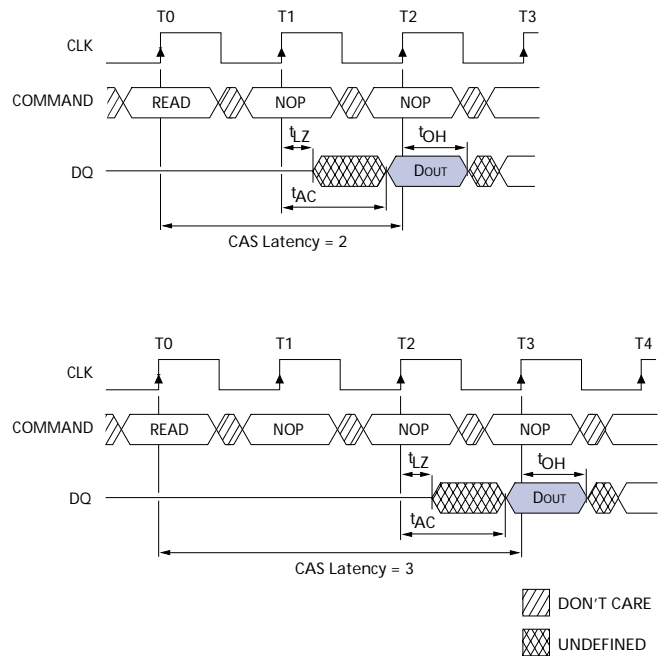 T0 T1 T2 T3
CLK
COMMAND READ NOP NOP
tLZ tOH
DQ DOUT
tAC
CAS Latency = 2
T0 T1 T2 T3 T4
CLK
COMMAND READ NOP NOP NOP
tLZ tOH
DQ DOUT
tAC
CAS Latency = 3
DON'T CARE
UNDEFINED